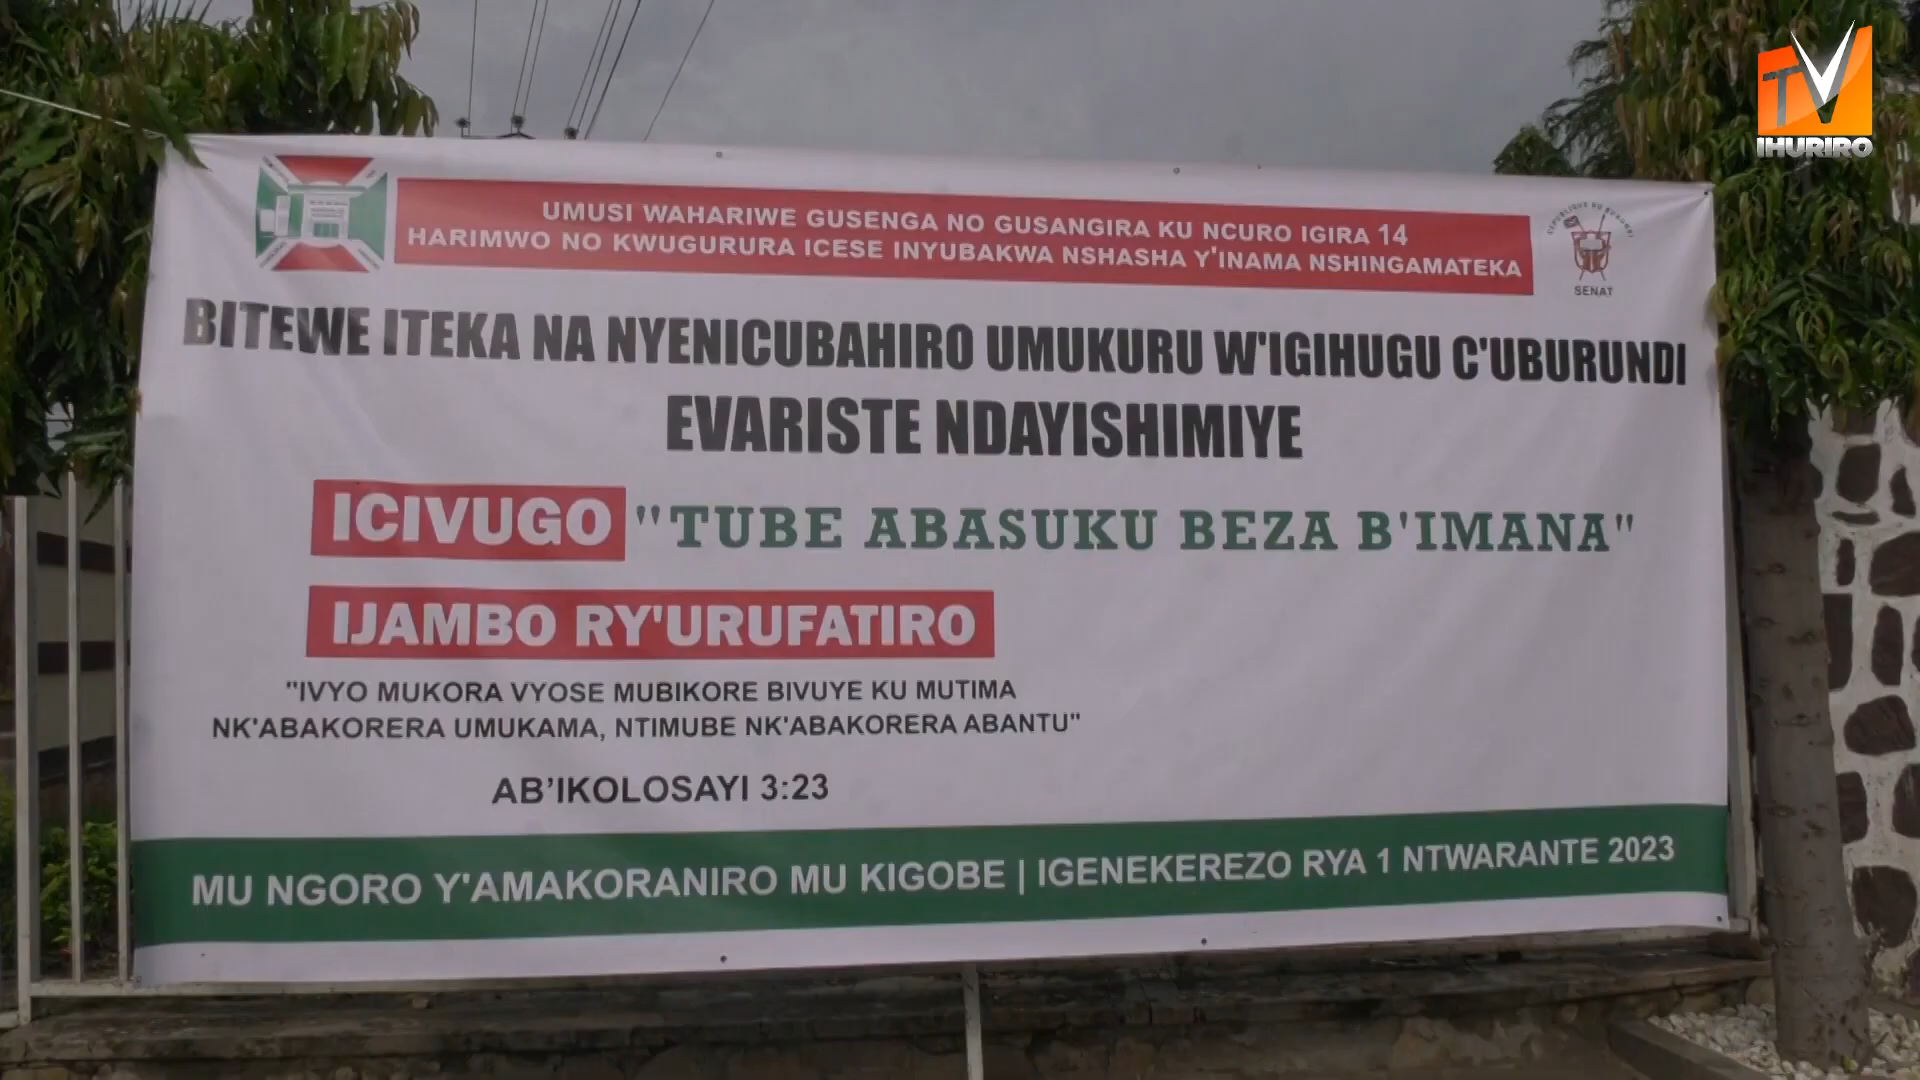 TV
IHURIRO
UMUSI WAHARIWE GUSENGA NO GUSANGIRA KU NCURO IGIRA 14
HARIMWO NO KWUGURURA ICESE INYUBAKWA NSHASHA Y'INAMA NSHINGAMATEKA
REPUBLIQUE DU BURUNDI
SENAT
BITEWE ITEKA NA NYENICUBAHIRO UMUKURU W'IGIHUGU C'UBURUNDI
EVARISTE NDAYISHIMIYE
ICIVUGO "TUBE ABASUKU BEZA B'IMANA"
IJAMBO RY'URUFATIRO
"IVYO MUKORA VYOSE MUBIKORE BIVUYE KU MUTIMA
NK'ABAKORERA UMUKAMA, NTIMUBE NK'ABAKORERA ABANTU"
AB’IKOLOSAYI 3:23
MU NGORO Y'AMAKORANIRO MU KIGOBE | IGENEKEREZO RYA 1 NTWARANTE 2023